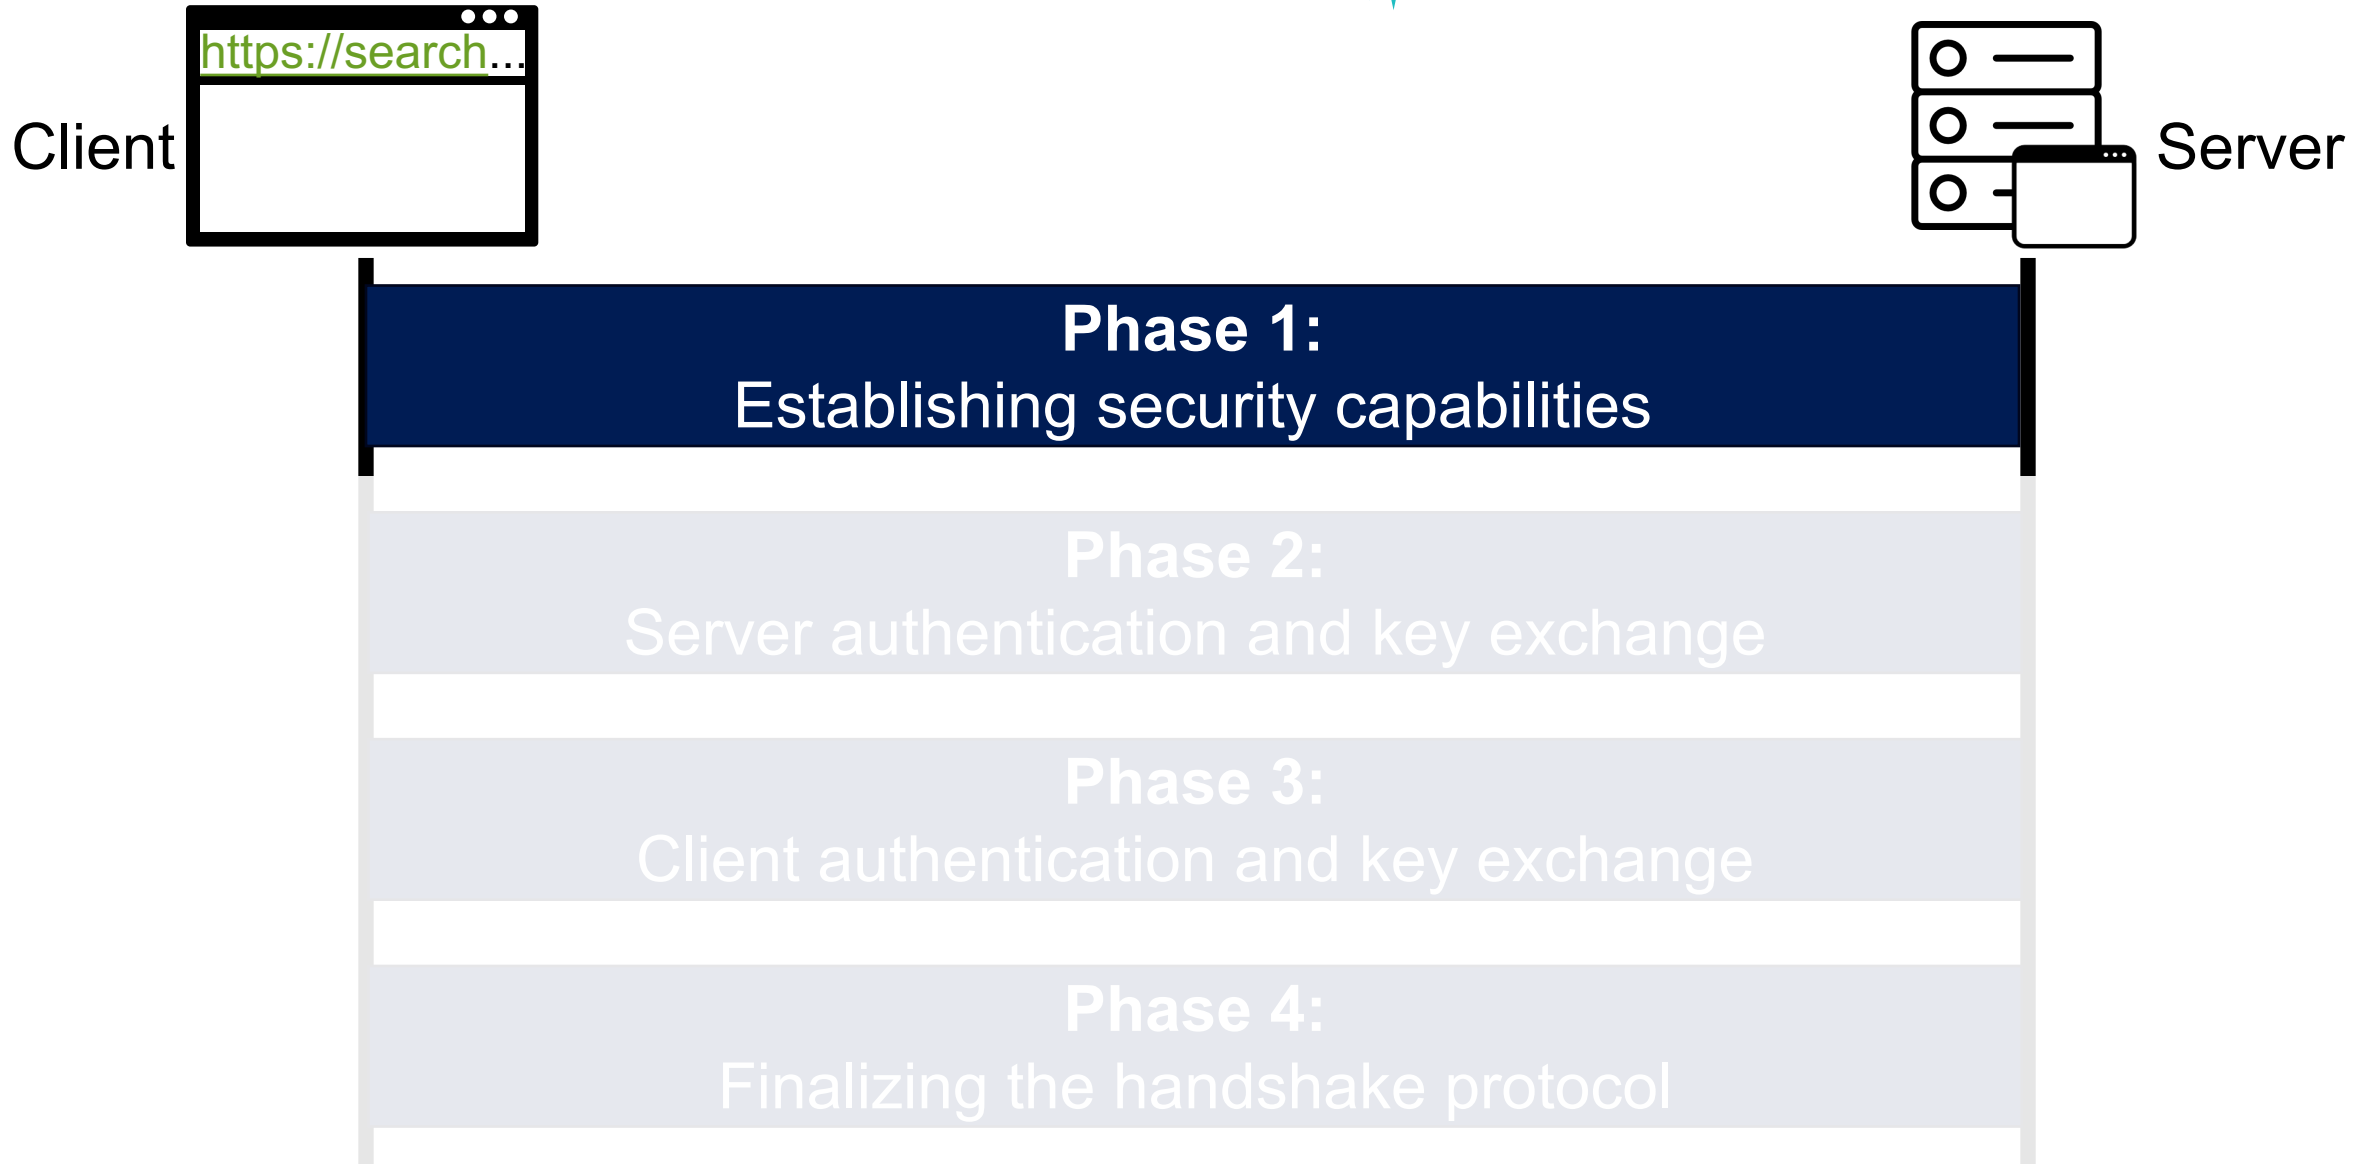 https://search...
Client
Server
Phase 1:
Establishing security capabilities
Phase 2:
Server authentication and key exchange
Phase 3:
Client authentication and key exchange
Phase 4:
Finalizing the handshake protocol